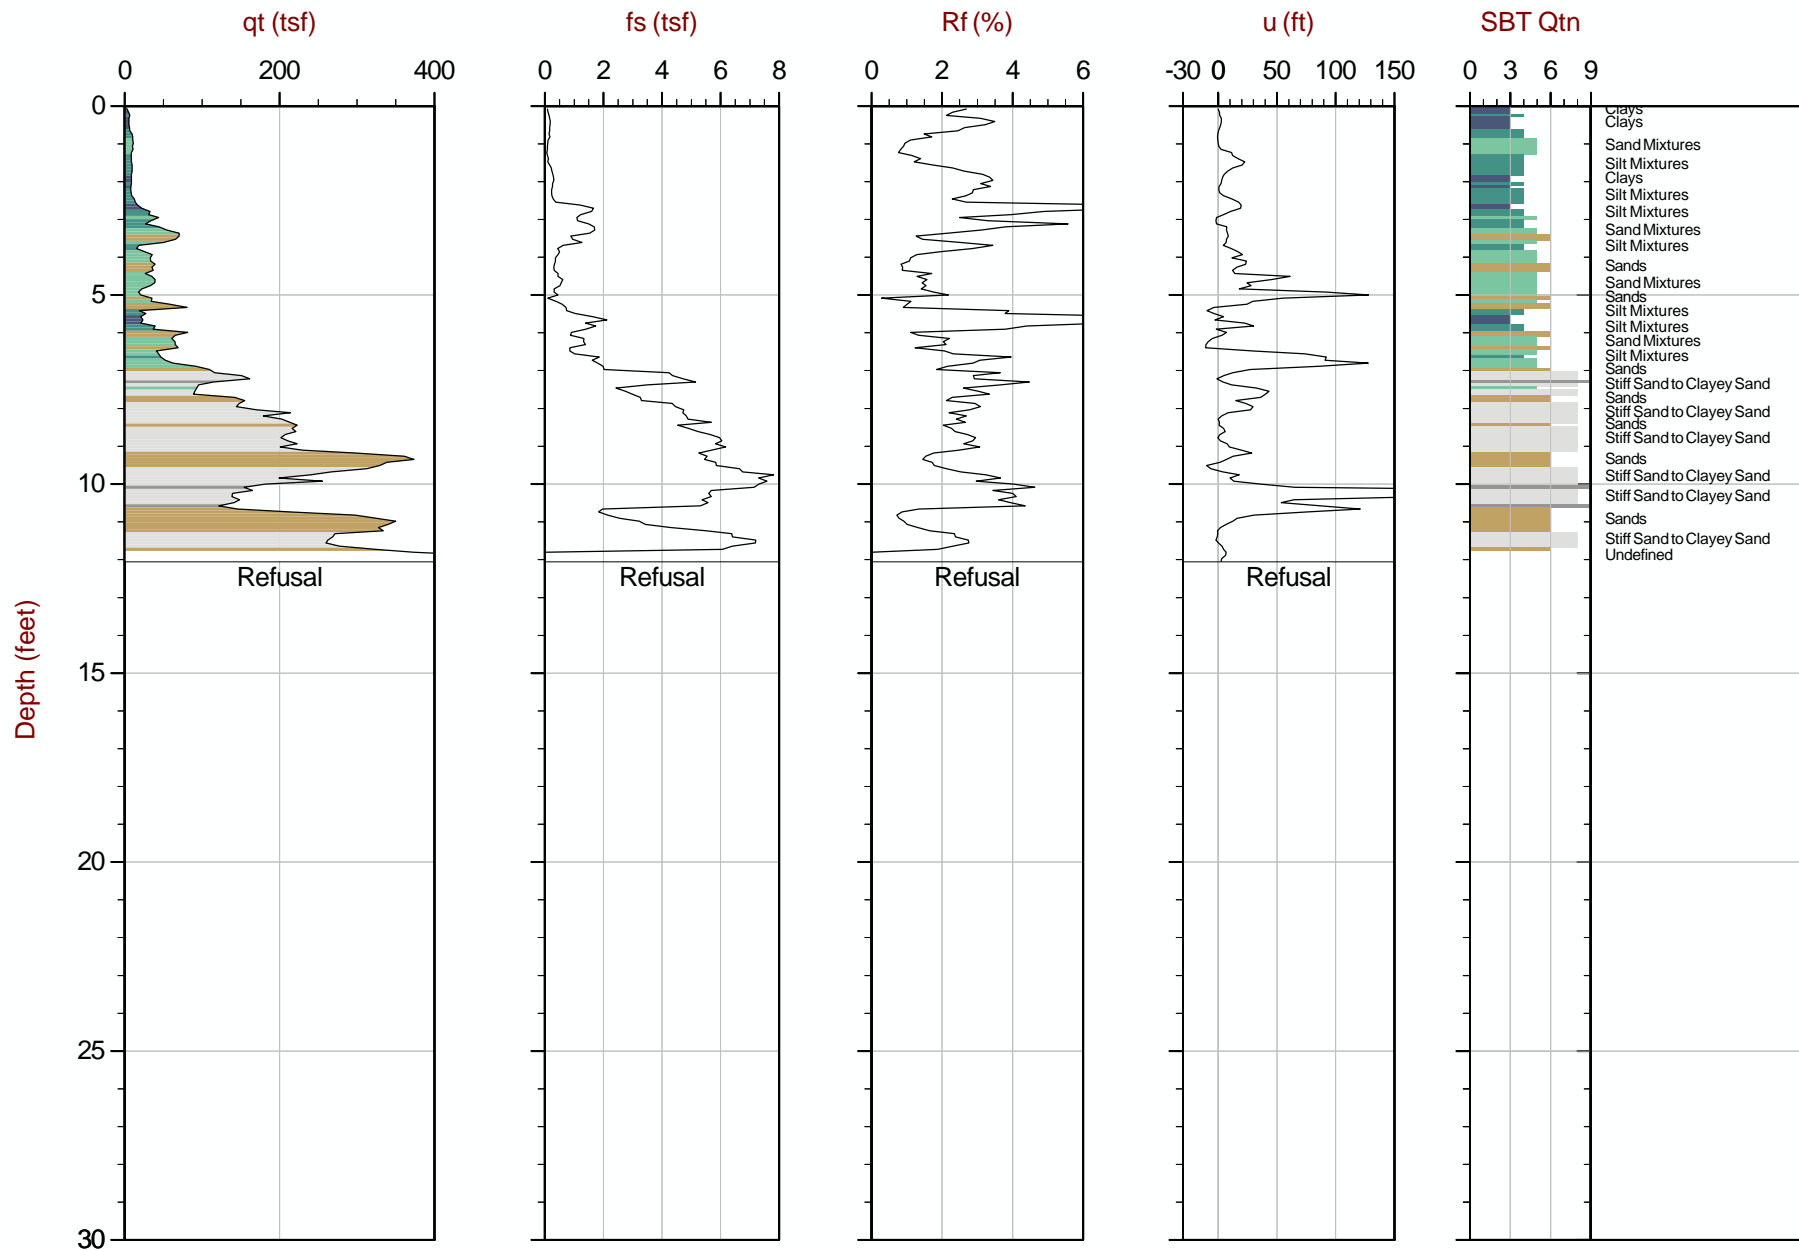 qt (tsf) fs (tsf) Rf (%) u (ft) SBT Qtn
0 200 400 0 2 4 6 8 0 2 4 6 -30 0 50 100 150 0 3 6 9
0
Clays
Clays
Sand Mixtures
Silt Mixtures
Clays
Silt Mixtures
Silt Mixtures
Sand Mixtures
Silt Mixtures
Sands
Sand Mixtures
5
Sands
Silt Mixtures
Silt Mixtures
Sand Mixtures
Silt Mixtures
Sands
Stiff Sand to Clayey Sand
Sands
Stiff Sand to Clayey Sand
Sands
Stiff Sand to Clayey Sand
Sands
Stiff Sand to Clayey Sand
10
Stiff Sand to Clayey Sand
Sands
Stiff Sand to Clayey Sand
Undefined
Refusal Refusal Refusal Refusal
Depth (feet)
15
20
25
30